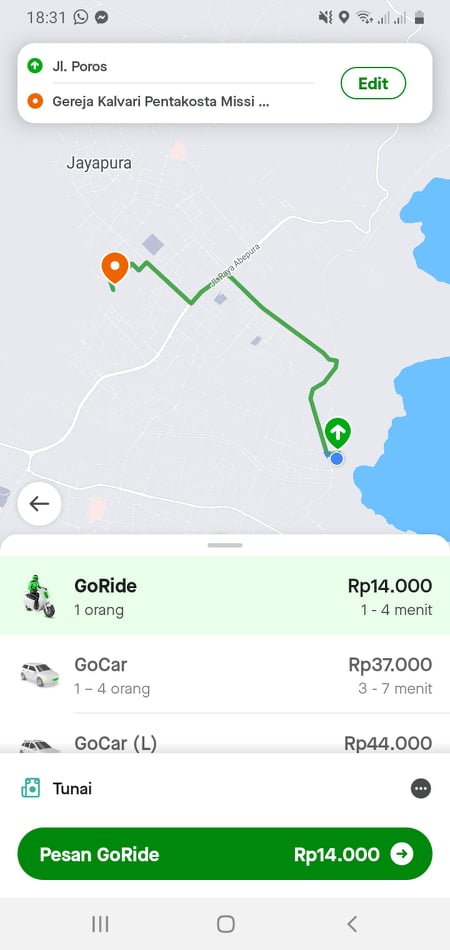 18:31
Jl. Poros
Edit
Gereja Kalvari Pentakosta Missi ...
Jayapura
Jl. Raya Abepura
GoRide
Rp14.000
1 orang
1 - 4 menit
GoCar
Rp37.000
1 – 4 orang
3 - 7 menit
GoCar (L)
Rp44.000
Tunai
Pesan GoRide
Rp14.000